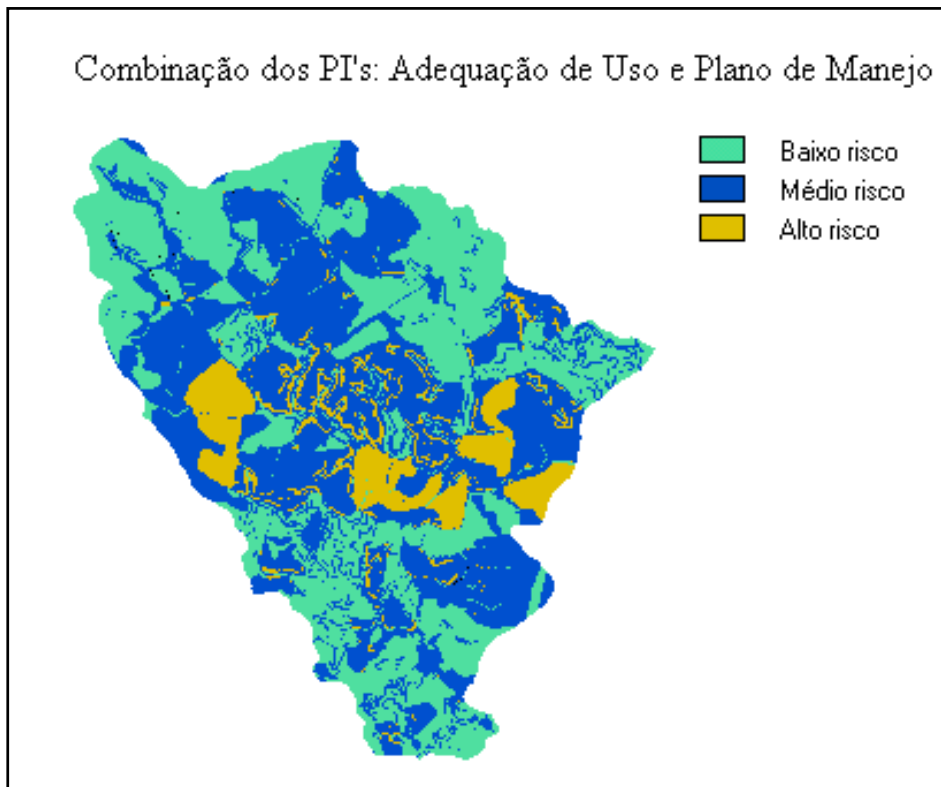 Combinação dos PI's: Adequação de Uso e Plano de Manejo
Baixo risco
Médio risco
Alto risco